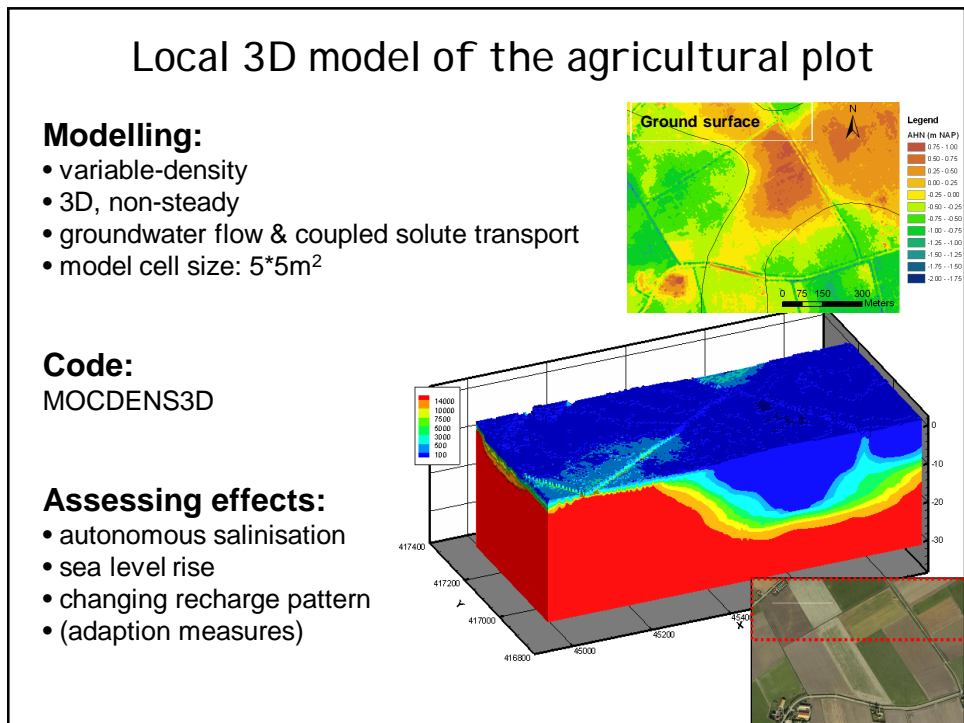 Local 3D model of the agricultural plot
Modelling:
• variable-density
• 3D, non-steady
• groundwater flow & coupled solute transport
• model cell size: 5*5m²
Code:
MOCDENS3D
Assessing effects:
• autonomous salinisation
• sea level rise
• changing recharge pattern
• (adaption measures)
Ground surface
N
0 75 150 300
Meters
Legend
AHN (m NAP)
0.75 - 1.00
0.50 - 0.75
0.25 - 0.50
0.00 - 0.25
-0.25 - 0.00
-0.50 - -0.25
-0.75 - -0.50
-1.00 - -0.75
-1.25 - -1.00
-1.50 - -1.25
-1.75 - -1.50
-2.00 - -1.75
14000
10000
7500
5000
3000
500
100
0
-10
-20
-30
417400
417200
Y
417000
416800
45000
45200
X